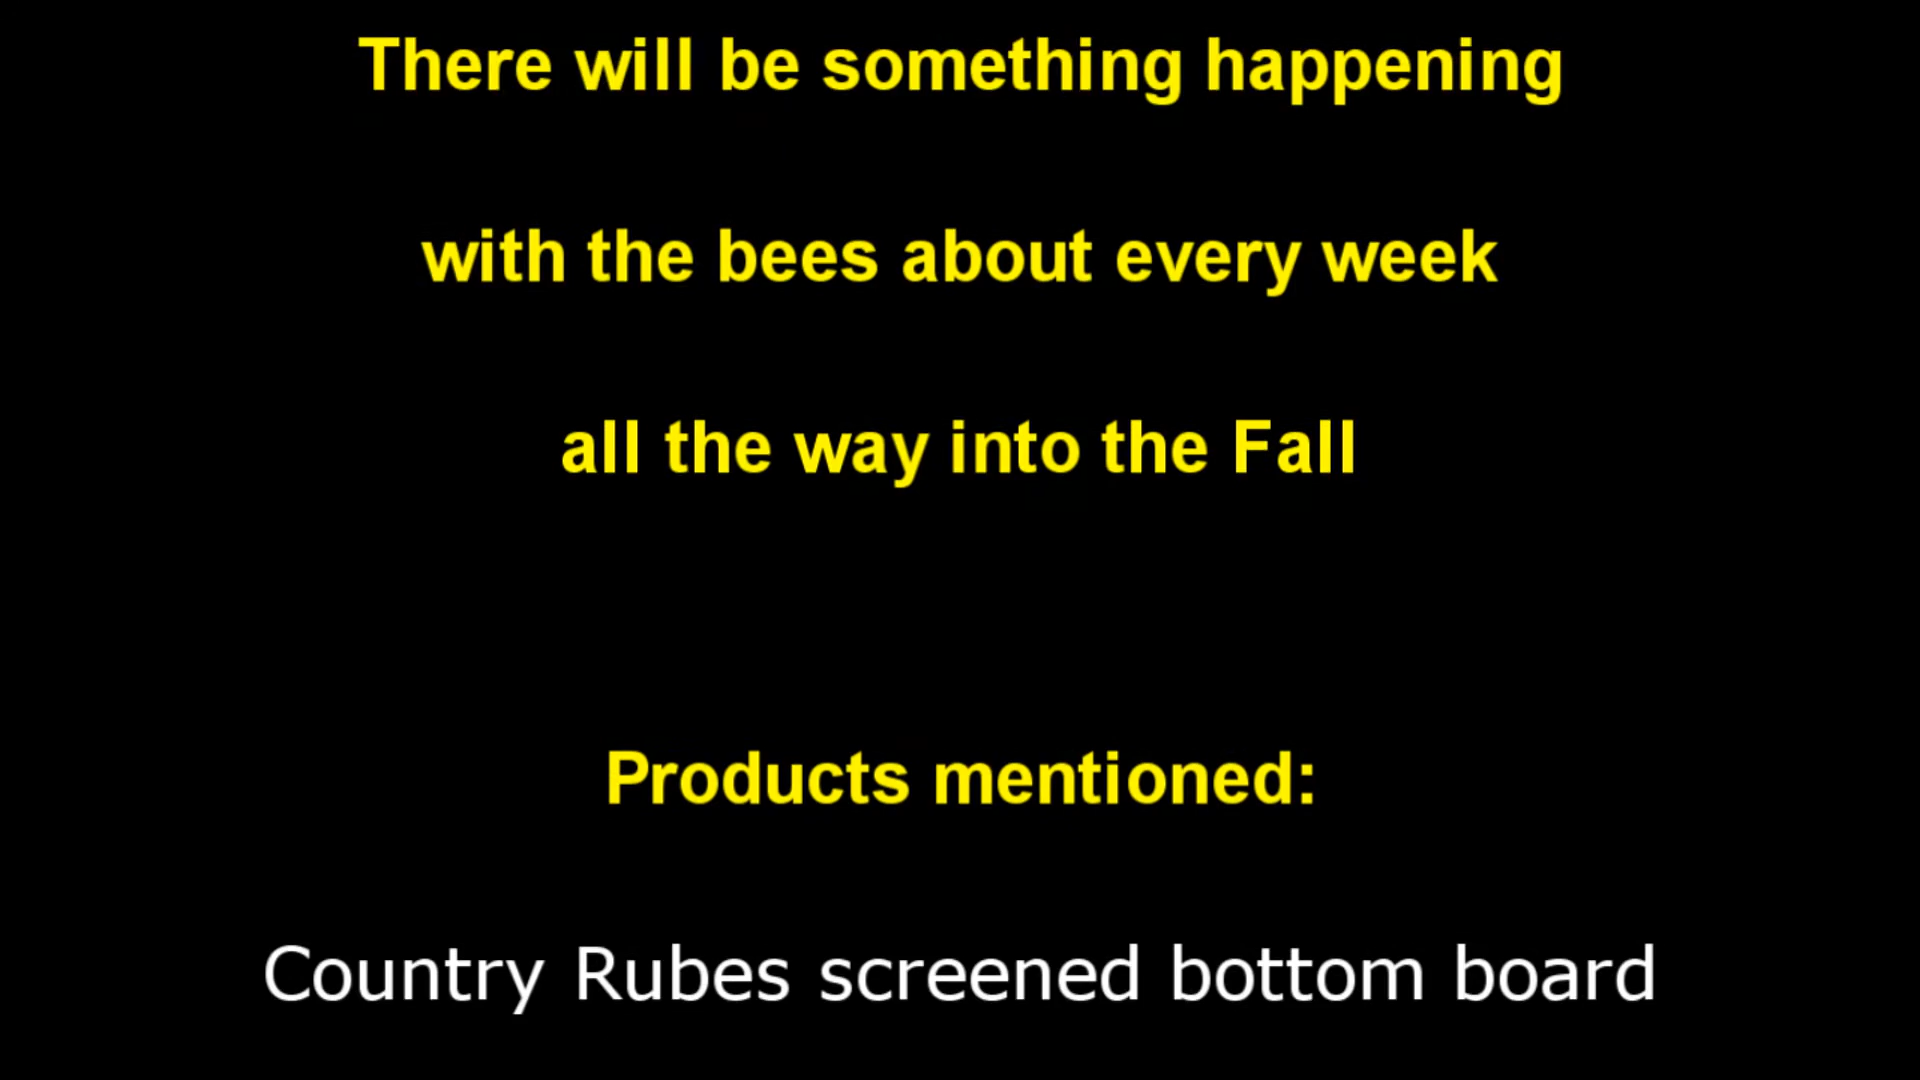 There will be something happening
with the bees about every week
all the way into the Fall
Products mentioned:
Country Rubes screened bottom board